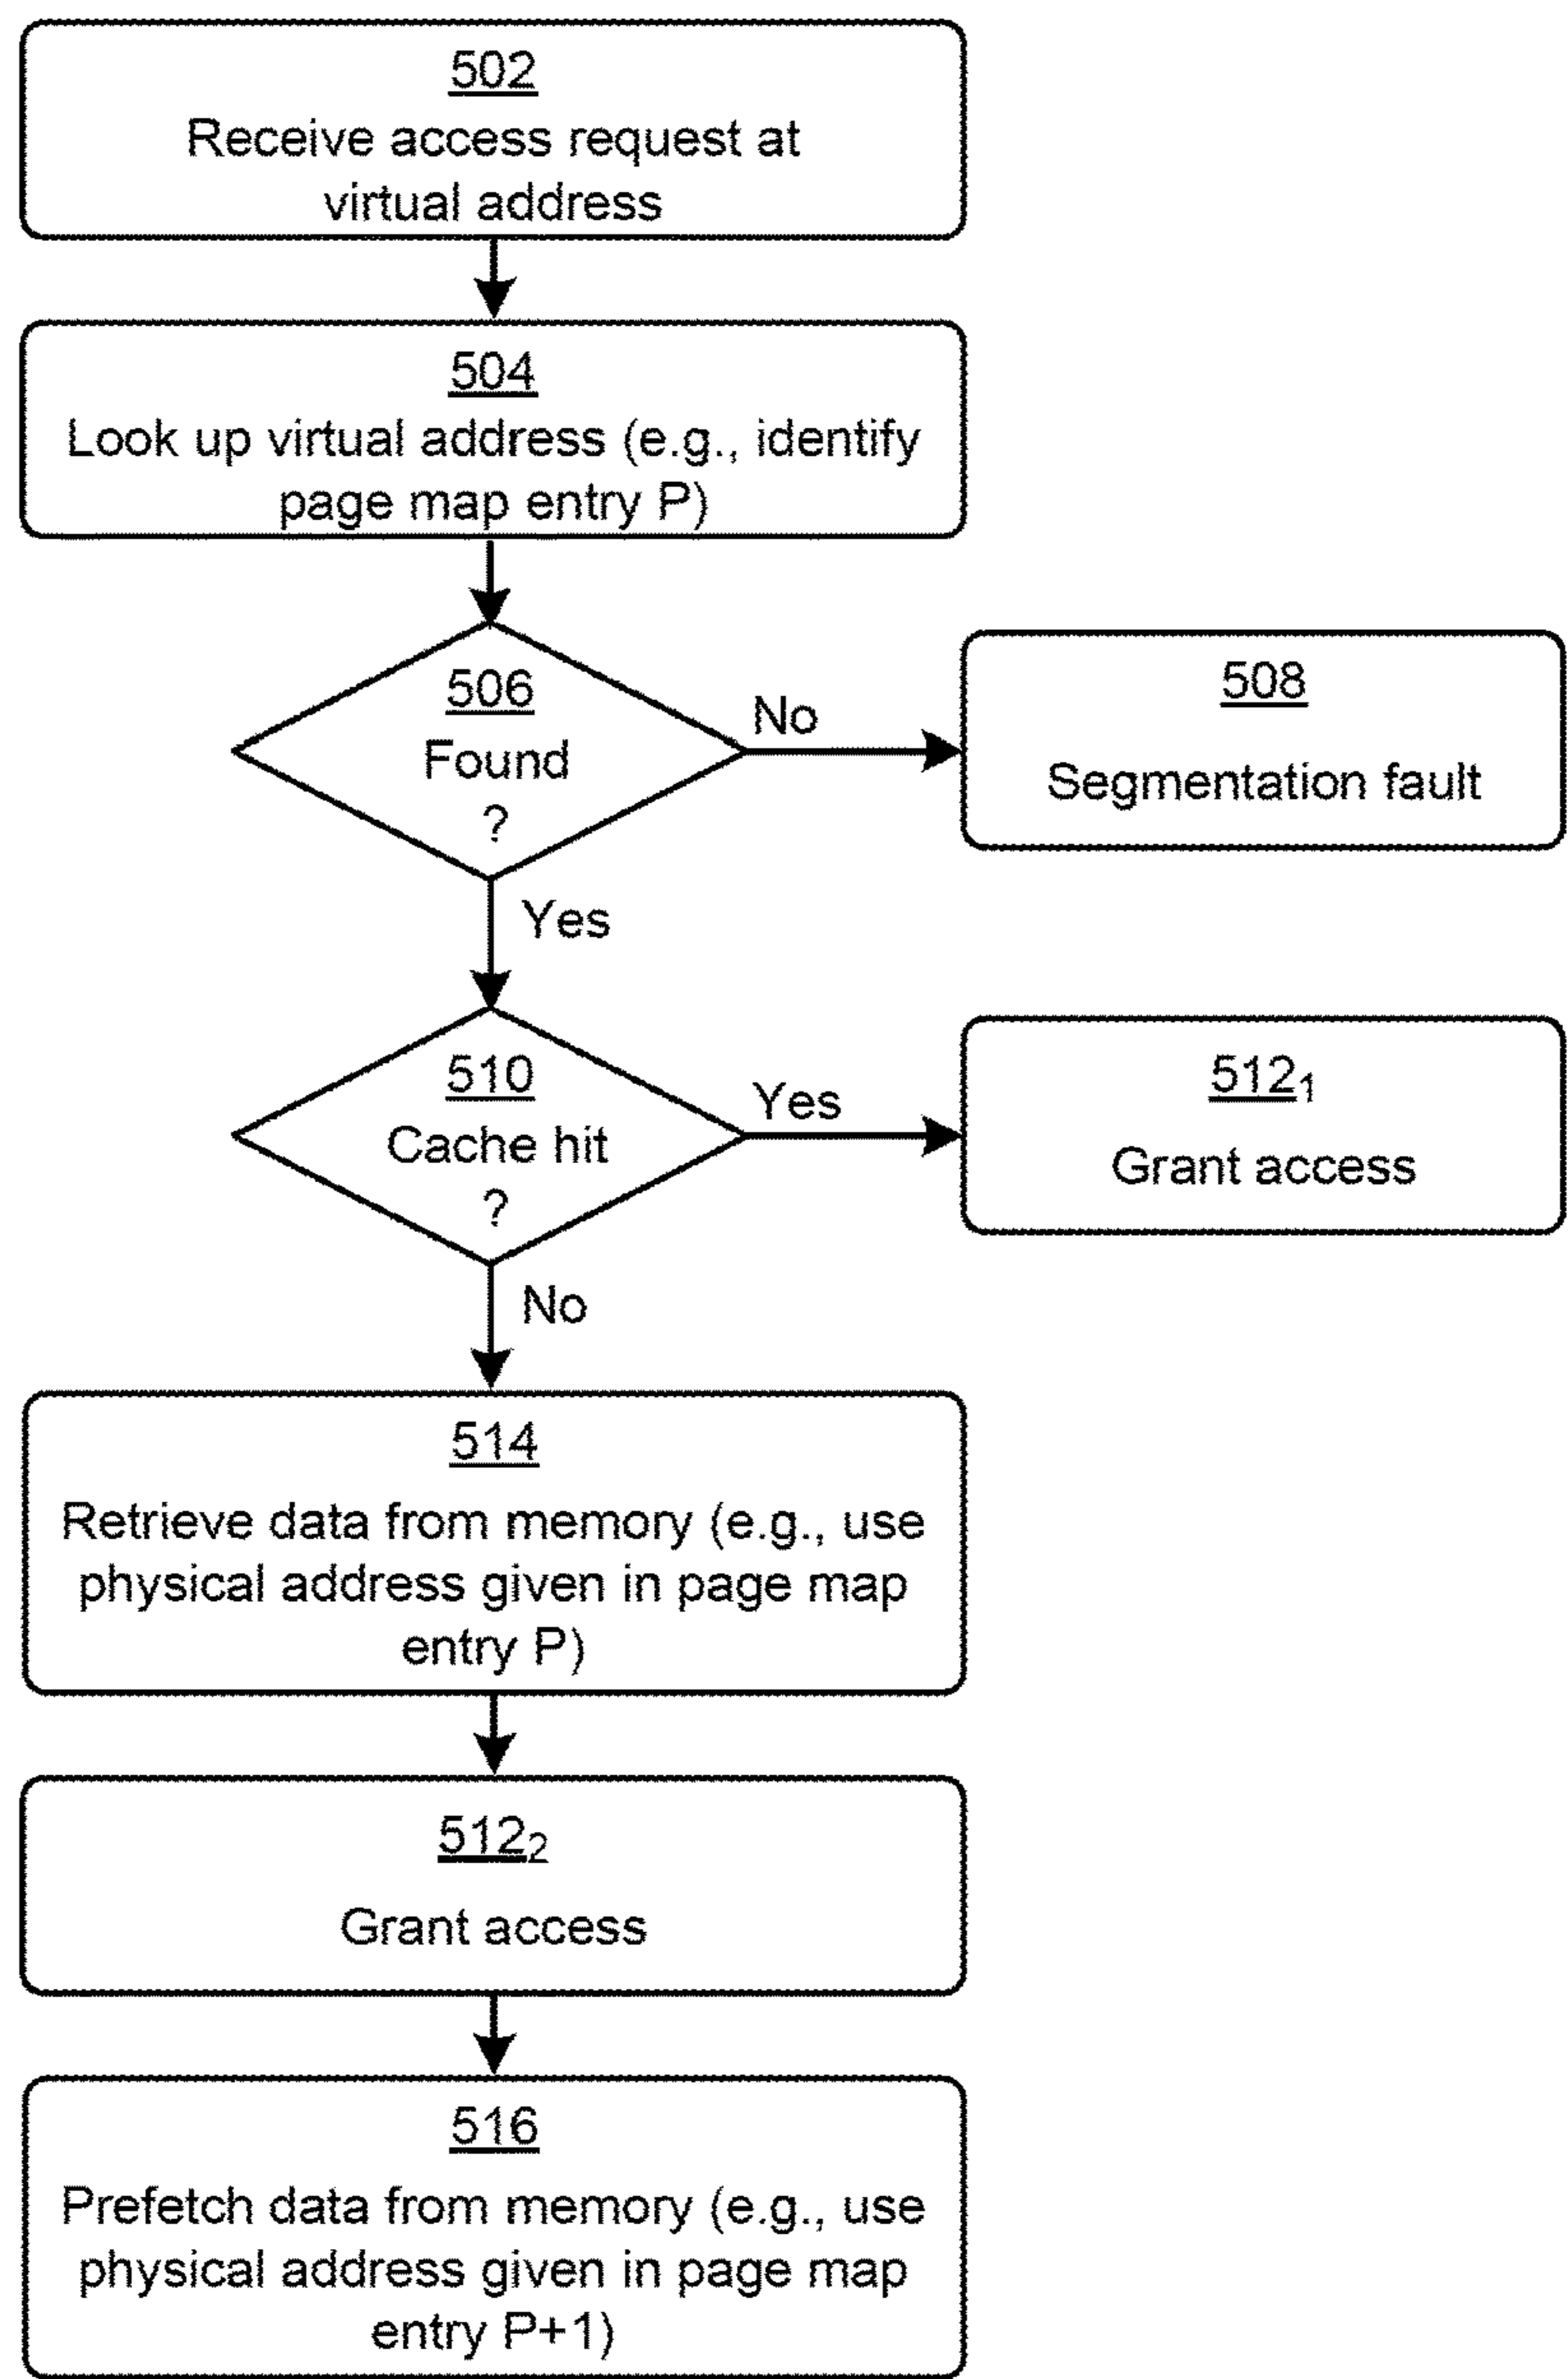 502
Receive access request at
virtual address
504
Look up virtual address (e.g., identify
page map entry P)
506
Found
?
No
508
Segmentation fault
Yes
510
Cache hit
?
Yes
512₁
Grant access
No
514
Retrieve data from memory (e.g., use
physical address given in page map
entry P)
512₂
Grant access
516
Prefetch data from memory (e.g., use
physical address given in page map
entry P+1)